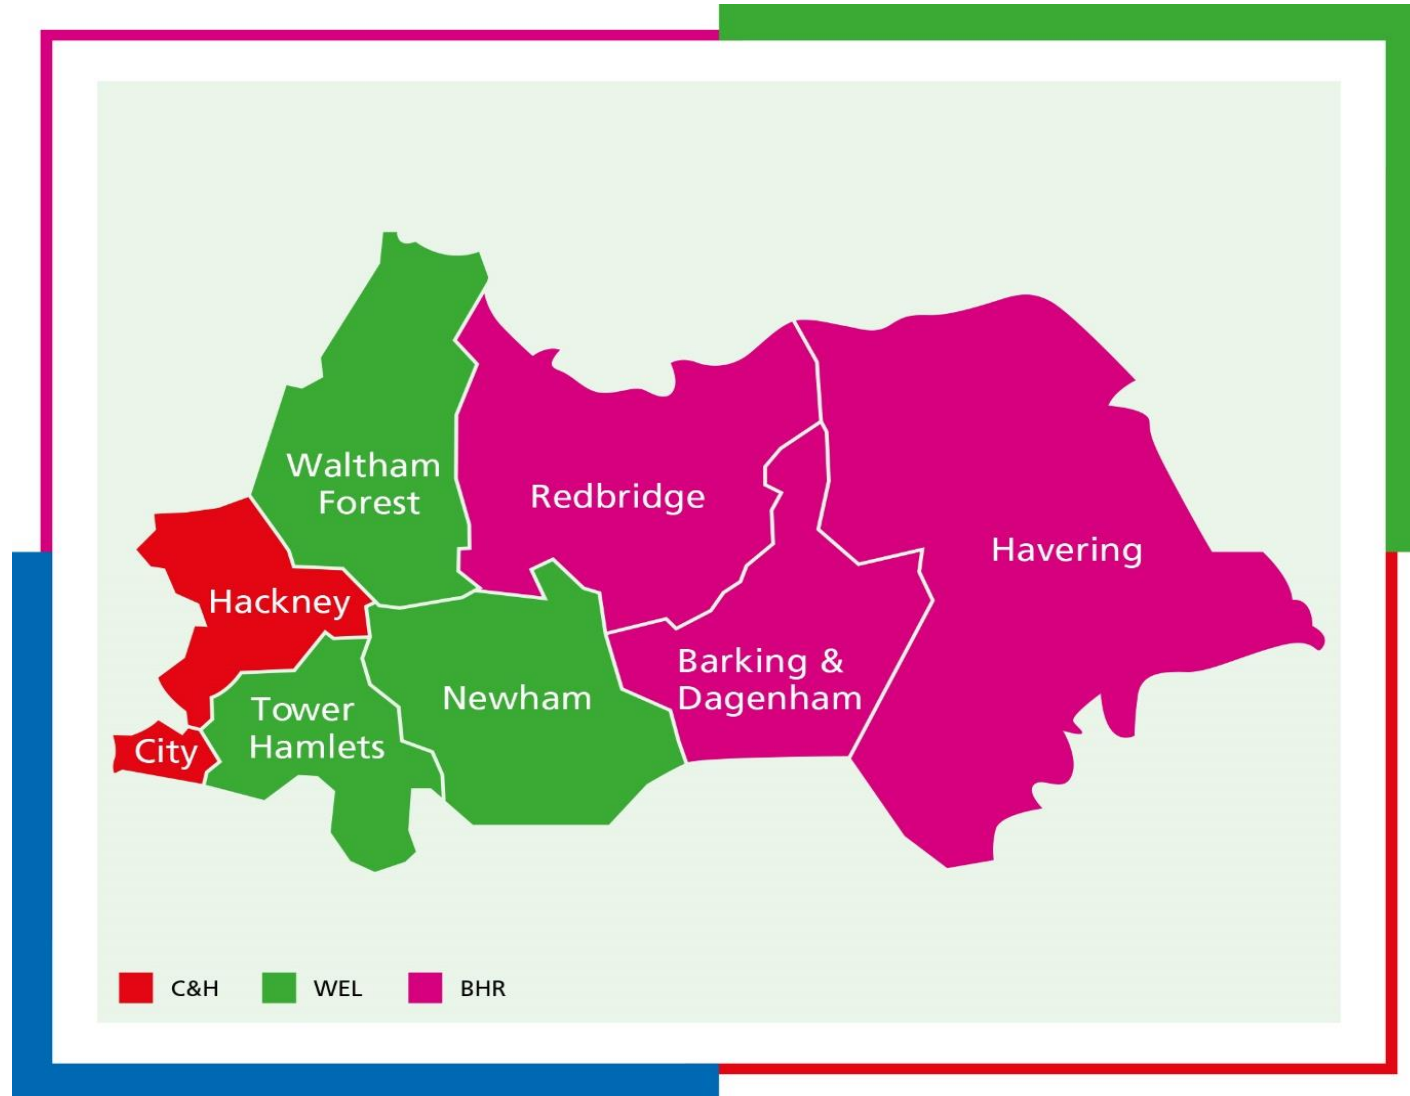 Waltham
Forest
Redbridge
Havering
Hackney
Barking &
Dagenham
Newham
Tower
Hamlets
City
C&H
WEL
BHR